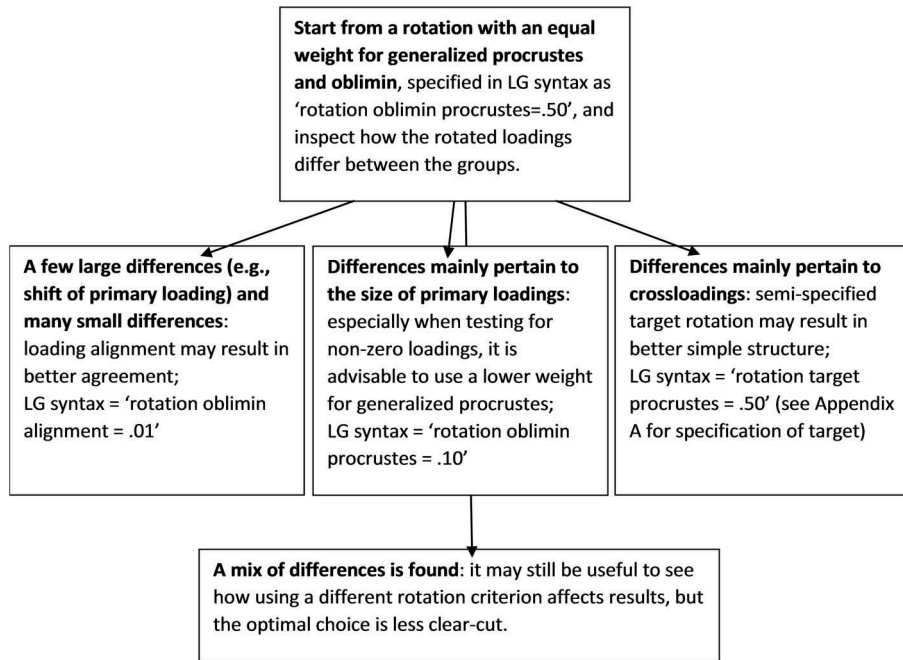 Start from a rotation with an equal
weight for generalized procrustes
and oblimin, specified in LG syntax as
‘rotation oblimin procrustes=.50’, and
inspect how the rotated loadings
differ between the groups.
A few large differences (e.g.,
shift of primary loading) and
many small differences:
loading alignment may result in
better agreement;
LG syntax = ‘rotation oblimin
alignment = .01’
Differences mainly pertain to
the size of primary loadings:
especially when testing for
non-zero loadings, it is
advisable to use a lower weight
for generalized procrustes;
LG syntax = ‘rotation oblimin
procrustes = .10’
Differences mainly pertain to
crossloadings: semi-specified
target rotation may result in
better simple structure;
LG syntax = ‘rotation target
procrustes = .50’ (see Appendix
A for specification of target)
A mix of differences is found: it may still be useful to see
how using a different rotation criterion affects results, but
the optimal choice is less clear-cut.